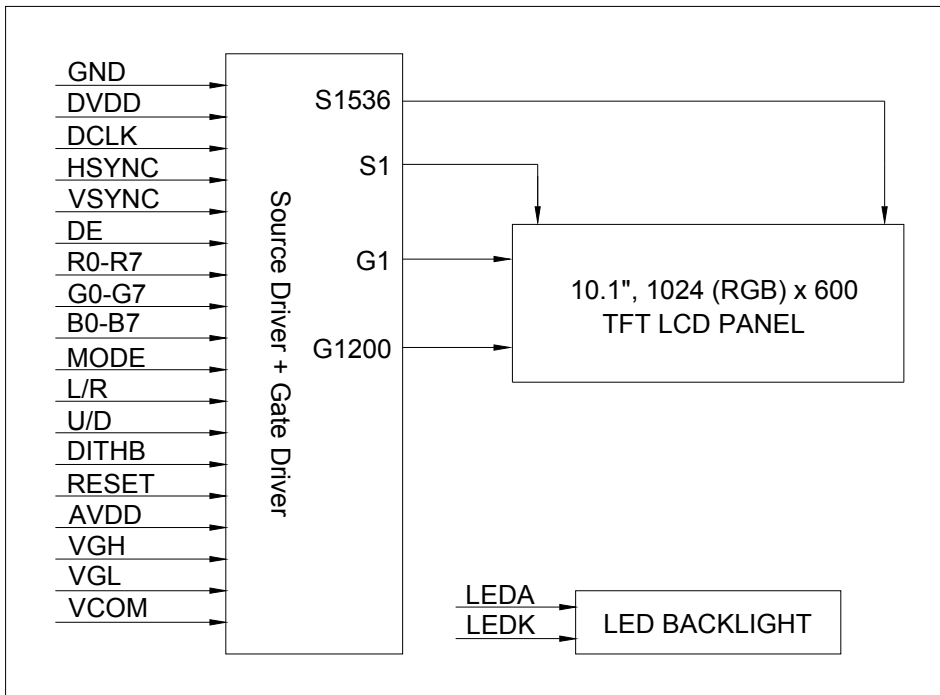 GND
DVDD
DCLK
HSYNC
VSYNC
DE
R0-R7
G0-G7
B0-B7
MODE
L/R
U/D
DITHB
RESET
AVDD
VGH
VGL
VCOM
Source Driver + Gate Driver
S1536
S1
G1
G1200
10.1", 1024 (RGB) x 600
TFT LCD PANEL
LEDA
LEDK
LED BACKLIGHT